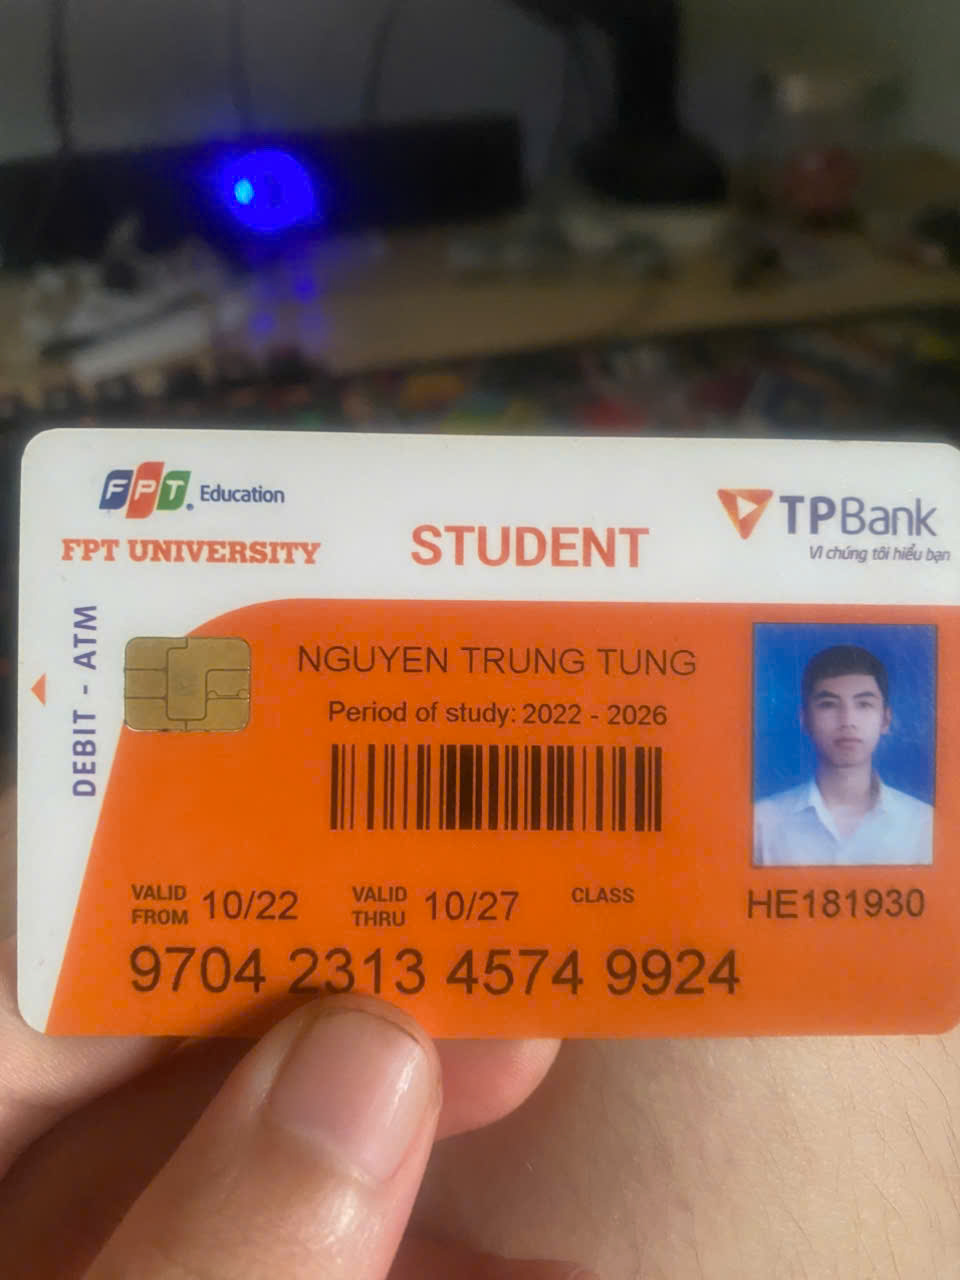 FPT Education
FPT UNIVERSITY
STUDENT
TPBank
Vì chúng tôi hiểu bạn
DEBIT - ATM
NGUYEN TRUNG TUNG
Period of study: 2022 - 2026
VALID FROM 10/22
VALID THRU 10/27
CLASS
HE181930
9704 2313 4574 9924